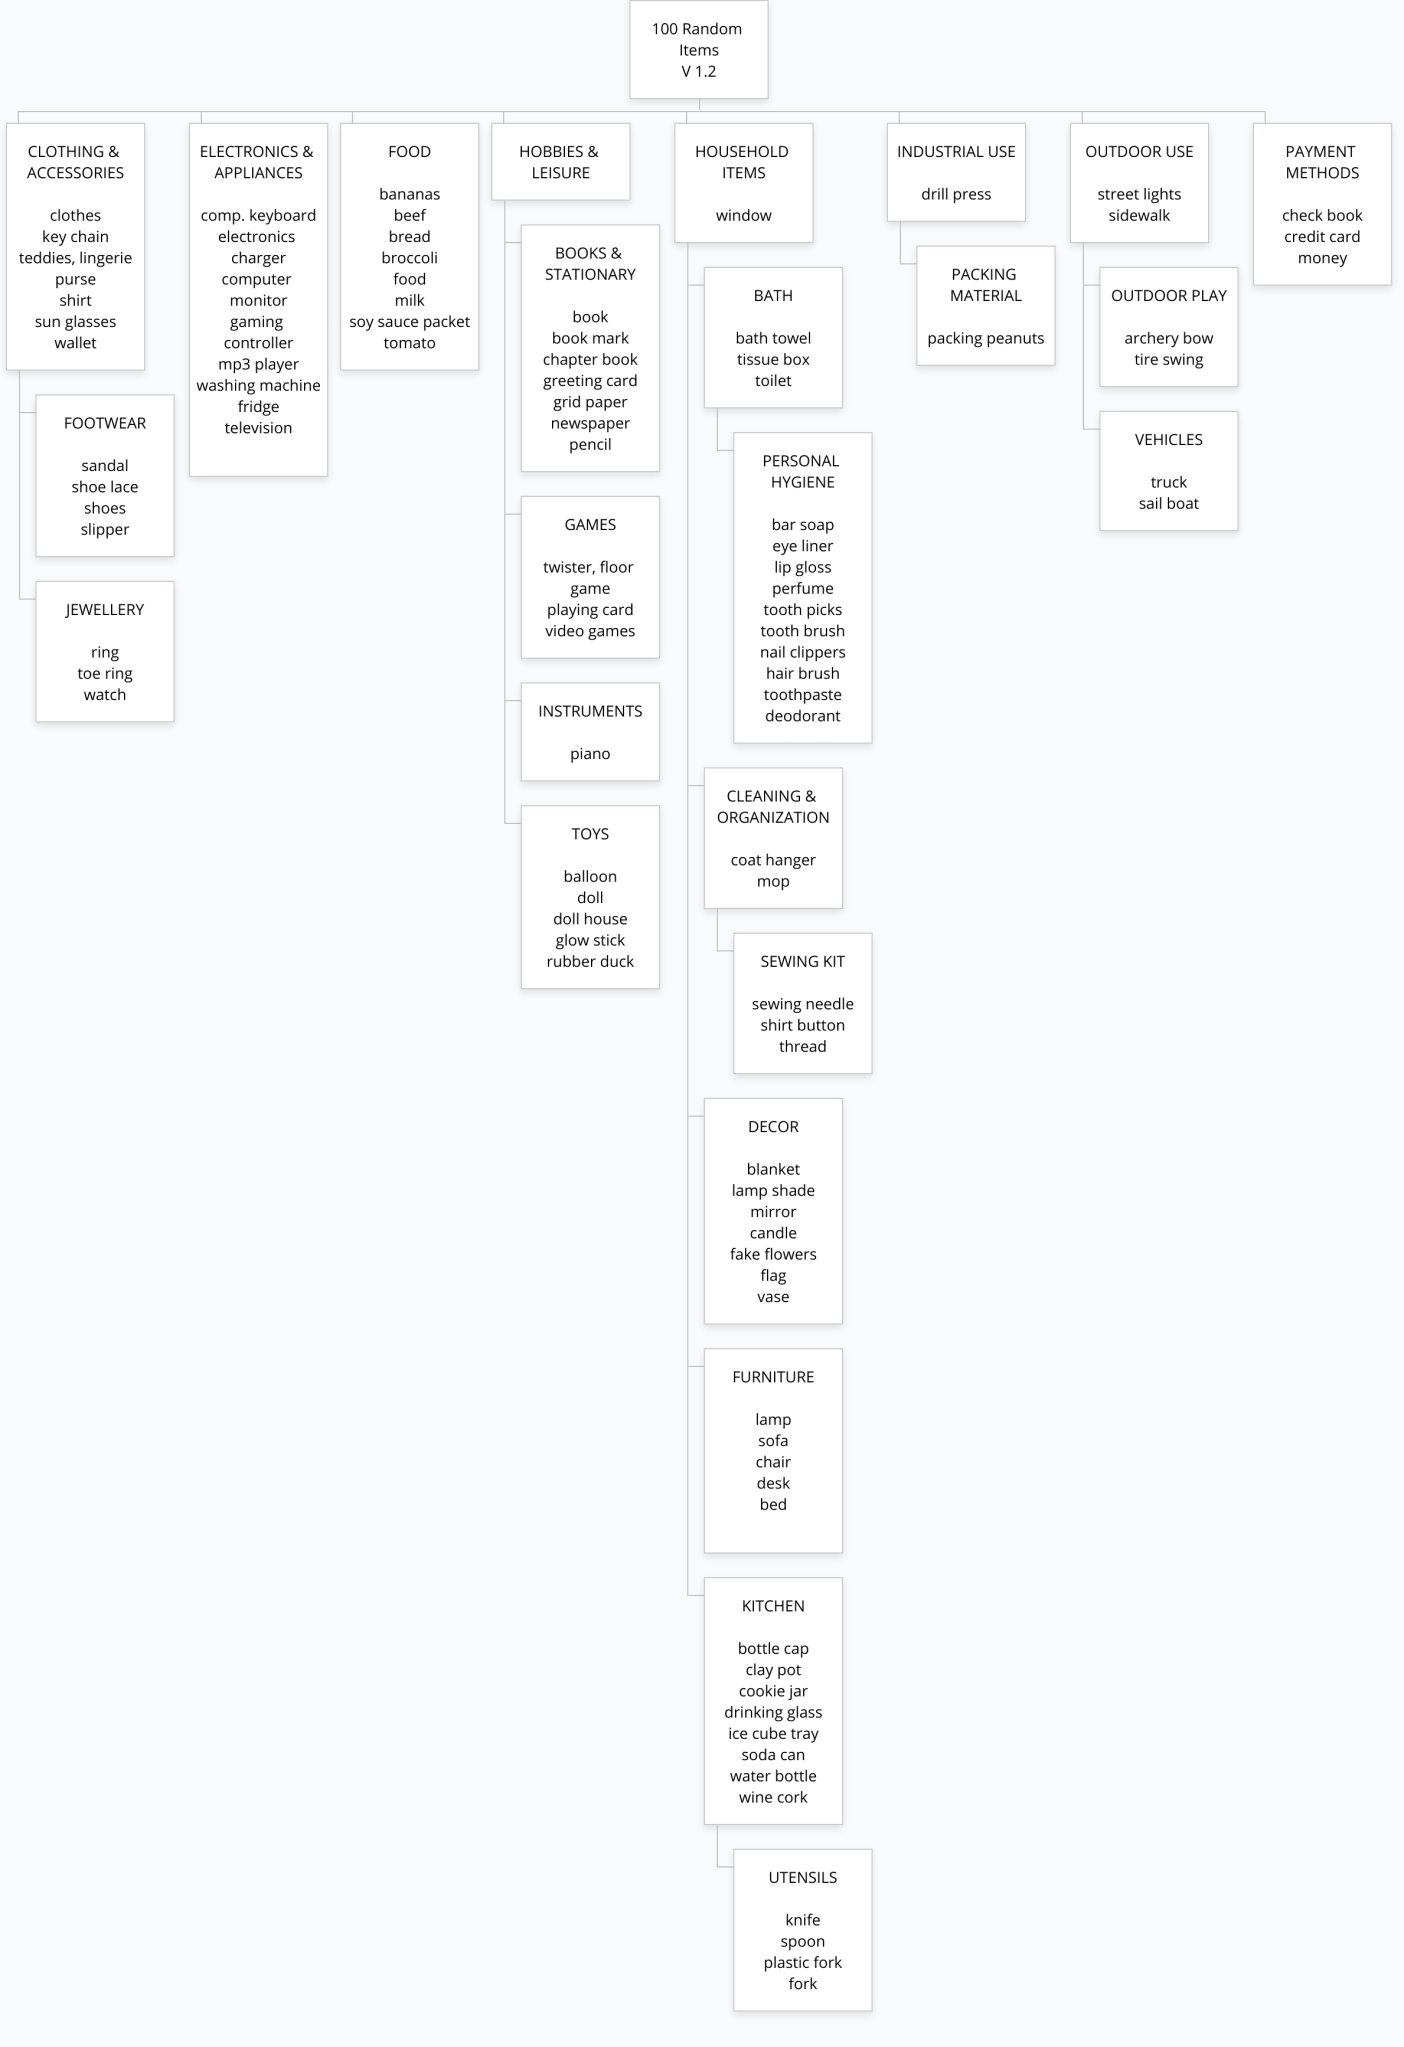 100 Random
Items
V 1.2
CLOTHING &
ACCESSORIES
clothes
key chain
teddies, lingerie
purse
shirt
sun glasses
wallet
FOOTWEAR
sandal
shoe lace
shoes
slipper
JEWELLERY
ring
toe ring
watch
ELECTRONICS &
APPLIANCES
comp. keyboard
electronics
charger
computer
monitor
gaming
controller
mp3 player
washing machine
fridge
television
FOOD
bananas
beef
bread
broccoli
food
milk
soy sauce packet
tomato
HOBBIES &
LEISURE
BOOKS &
STATIONARY
book
book mark
chapter book
greeting card
grid paper
newspaper
pencil
GAMES
twister, floor
game
playing card
video games
INSTRUMENTS
piano
TOYS
balloon
doll
doll house
glow stick
rubber duck
HOUSEHOLD
ITEMS
window
BATH
bath towel
tissue box
toilet
PERSONAL
HYGIENE
bar soap
eye liner
lip gloss
perfume
tooth picks
tooth brush
nail clippers
hair brush
toothpaste
deodorant
CLEANING &
ORGANIZATION
coat hanger
mop
SEWING KIT
sewing needle
shirt button
thread
DECOR
blanket
lamp shade
mirror
candle
fake flowers
flag
vase
FURNITURE
lamp
sofa
chair
desk
bed
KITCHEN
bottle cap
clay pot
cookie jar
drinking glass
ice cube tray
soda can
water bottle
wine cork
UTENSILS
knife
spoon
plastic fork
fork
INDUSTRIAL USE
drill press
PACKING
MATERIAL
packing peanuts
OUTDOOR USE
street lights
sidewalk
OUTDOOR PLAY
archery bow
tire swing
VEHICLES
truck
sail boat
PAYMENT
METHODS
check book
credit card
money